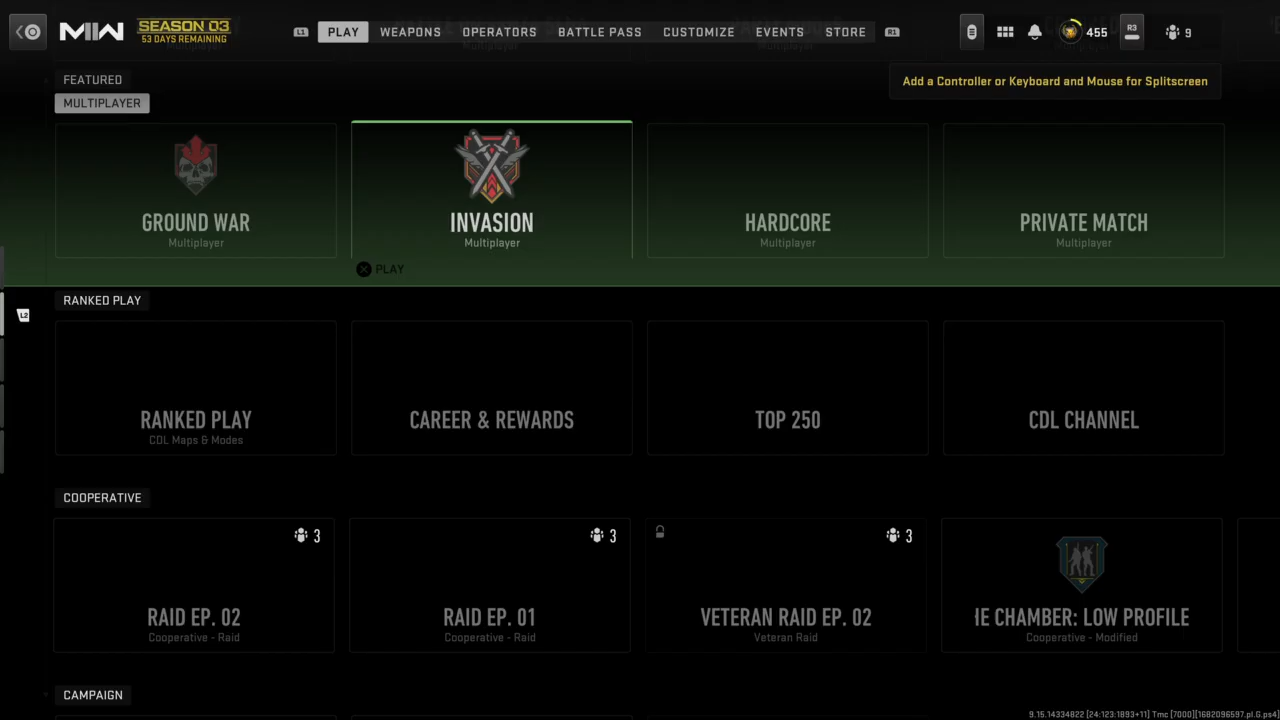 MW
SEASON 03
53 DAYS REMAINING
L1
PLAY
WEAPONS
OPERATORS
BATTLE PASS
CUSTOMIZE
EVENTS
STORE
R1
455
R3
9
FEATURED
Add a Controller or Keyboard and Mouse for Splitscreen
MULTIPLAYER
GROUND WAR
Multiplayer
INVASION
Multiplayer
HARDCORE
Multiplayer
PRIVATE MATCH
Multiplayer
PLAY
RANKED PLAY
L2
RANKED PLAY
CDL Maps & Modes
CAREER & REWARDS
TOP 250
CDL CHANNEL
COOPERATIVE
3
RAID EP. 02
Cooperative - Raid
3
RAID EP. 01
Cooperative - Raid
3
VETERAN RAID EP. 02
Veteran Raid
HE CHAMBER: LOW PROFILE
Cooperative - Modified
CAMPAIGN
9.15.14334822 [24:123:1893+11] Tmc [7000][1682096597.pl.G.ps4]